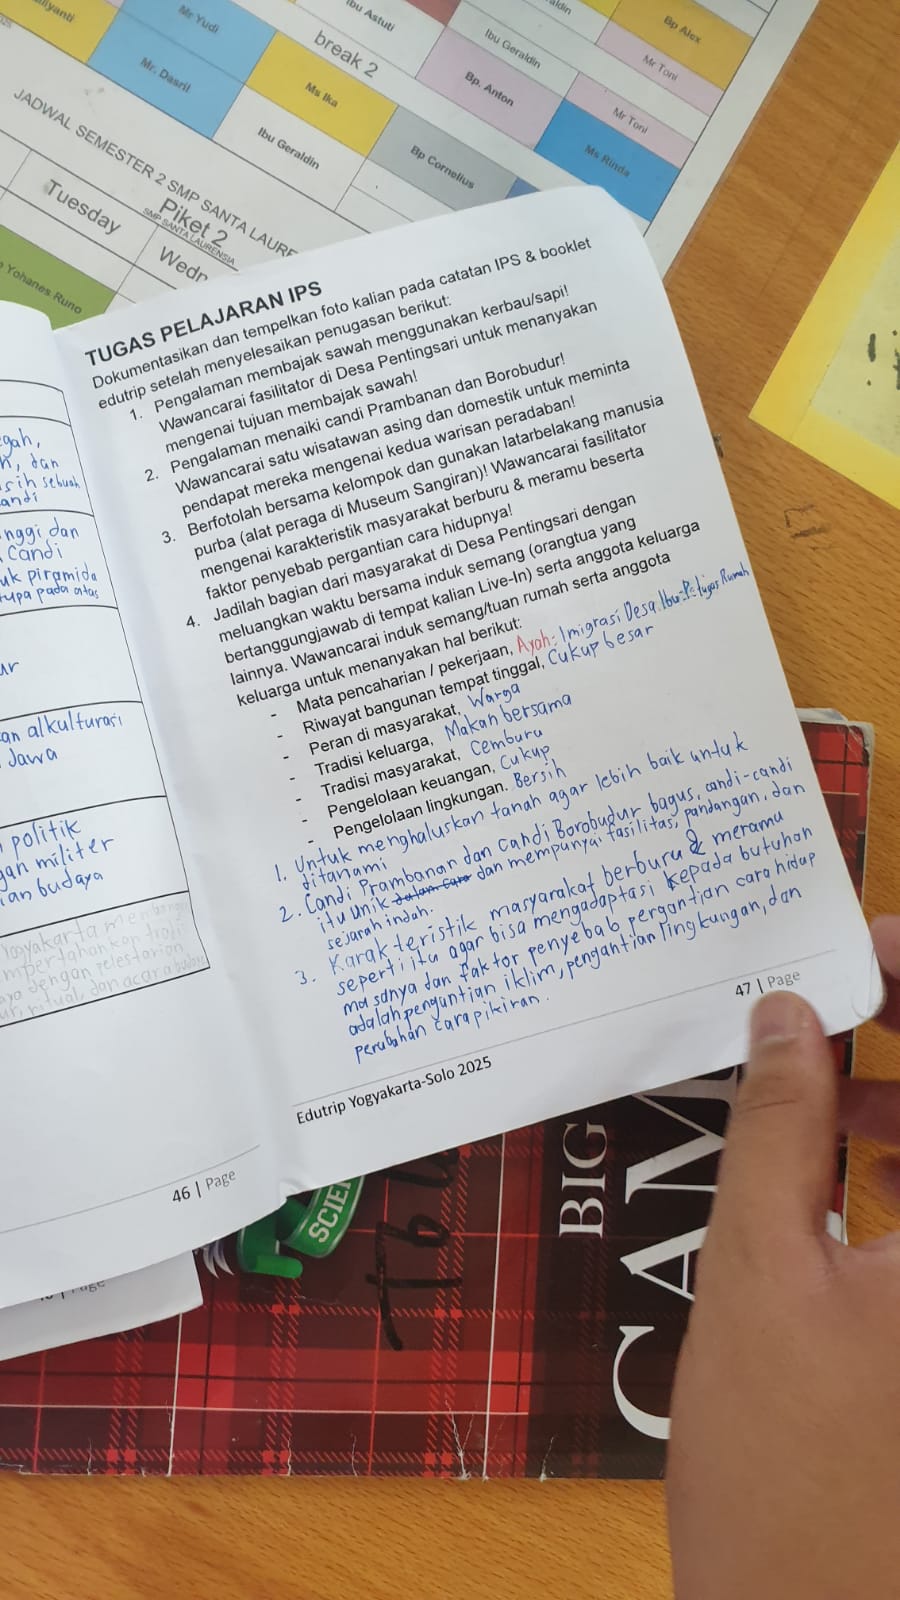 aliyanti
Mr Yudi
Mr. Dasril
Ibu Astuti
break 2
Ms Ika
Ibu Geraldin
Ibu Geraldin
Bp. Anton
Bp Cornelius
Bp Alex
Mr Toni
Mr Toni
Ms Rinda
JADWAL SEMESTER 2 SMP SANTA LAURE
Tuesday
Piket 2
SMP SANTA LAURENSIA
Wedn
Yohanes Runo
egah,
h, dan
asih sebuah
andi
nggi dan
Candi
uk piramida
rupa pada atas
ur
an alkulturasi
Jawa
politik
gan militer
ian budaya
Yogyakarta memban
mpertahankan tradi
ya dengan pelestarian
ur, ritual, dan acara budaya
46 | Page
TUGAS PELAJARAN IPS
Dokumentasikan dan tempelkan foto kalian pada catatan IPS & booklet
edutrip setelah menyelesaikan penugasan berikut:
1. Pengalaman membajak sawah menggunakan kerbau/sapi!
Wawancarai fasilitator di Desa Pentingsari untuk menanyakan
mengenai tujuan membajak sawah!
2. Pengalaman menaiki candi Prambanan dan Borobudur!
Wawancarai satu wisatawan asing dan domestik untuk meminta
pendapat mereka mengenai kedua warisan peradaban!
3. Berfotolah bersama kelompok dan gunakan latarbelakang manusia
purba (alat peraga di Museum Sangiran)! Wawancarai fasilitator
mengenai karakteristik masyarakat berburu & meramu beserta
faktor penyebab pergantian cara hidupnya!
4. Jadilah bagian dari masyarakat di Desa Pentingsari dengan
meluangkan waktu bersama induk semang (orangtua yang
bertanggungjawab di tempat kalian Live-In) serta anggota keluarga
lainnya. Wawancarai induk semang/tuan rumah serta anggota
keluarga untuk menanyakan hal berikut:
- Mata pencaharian / pekerjaan, Ayah: Imigrasi Desa. Ibu: Petugas Rumah
- Riwayat bangunan tempat tinggal, Cukup besar
- Peran di masyarakat, Warga
- Tradisi keluarga, Makan bersama
- Tradisi masyarakat, Cemburu
- Pengelolaan keuangan, Cukup
- Pengelolaan lingkungan. Bersih
1. Untuk menghaluskan tanah agar lebih baik untuk
ditanami
2. Candi Prambanan dan Candi Borobudur bagus, candi-candi
itu unik dalam cara dan mempunyai fasilitas, pandangan, dan
sejarah indah.
3. Karakteristik masyarakat berburu & meramu
seperti itu agar bisa mengadaptasi kepada butuhan
masanya dan faktor penyebab pergantian cara hidup
adalah pengantian iklim, pengantian lingkungan, dan
perubahan cara pikiran.
47 | Page
Edutrip Yogyakarta-Solo 2025
SCIE
BIG
CAM